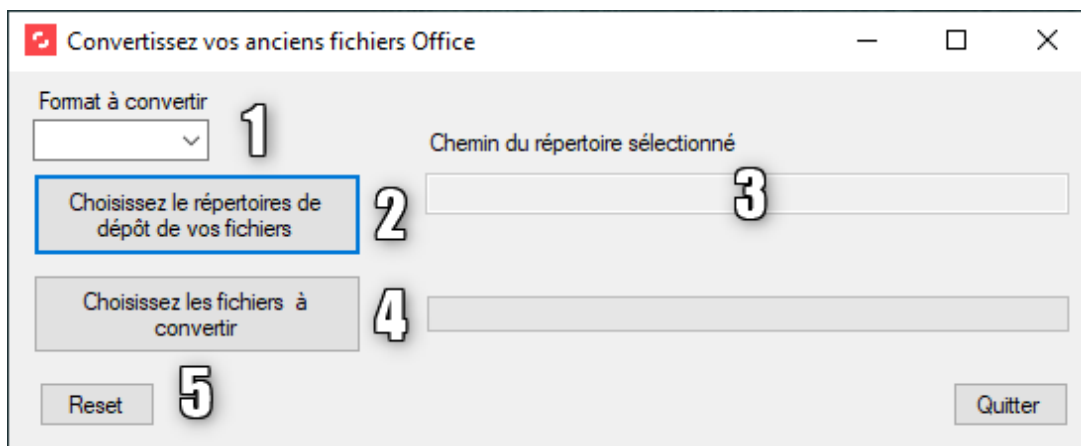 Convertissez vos anciens fichiers Office
Format à convertir
1
Chemin du répertoire sélectionné
Choisissez le répertoires de
dépôt de vos fichiers
2
3
Choisissez les fichiers à
convertir
4
Reset
5
Quitter